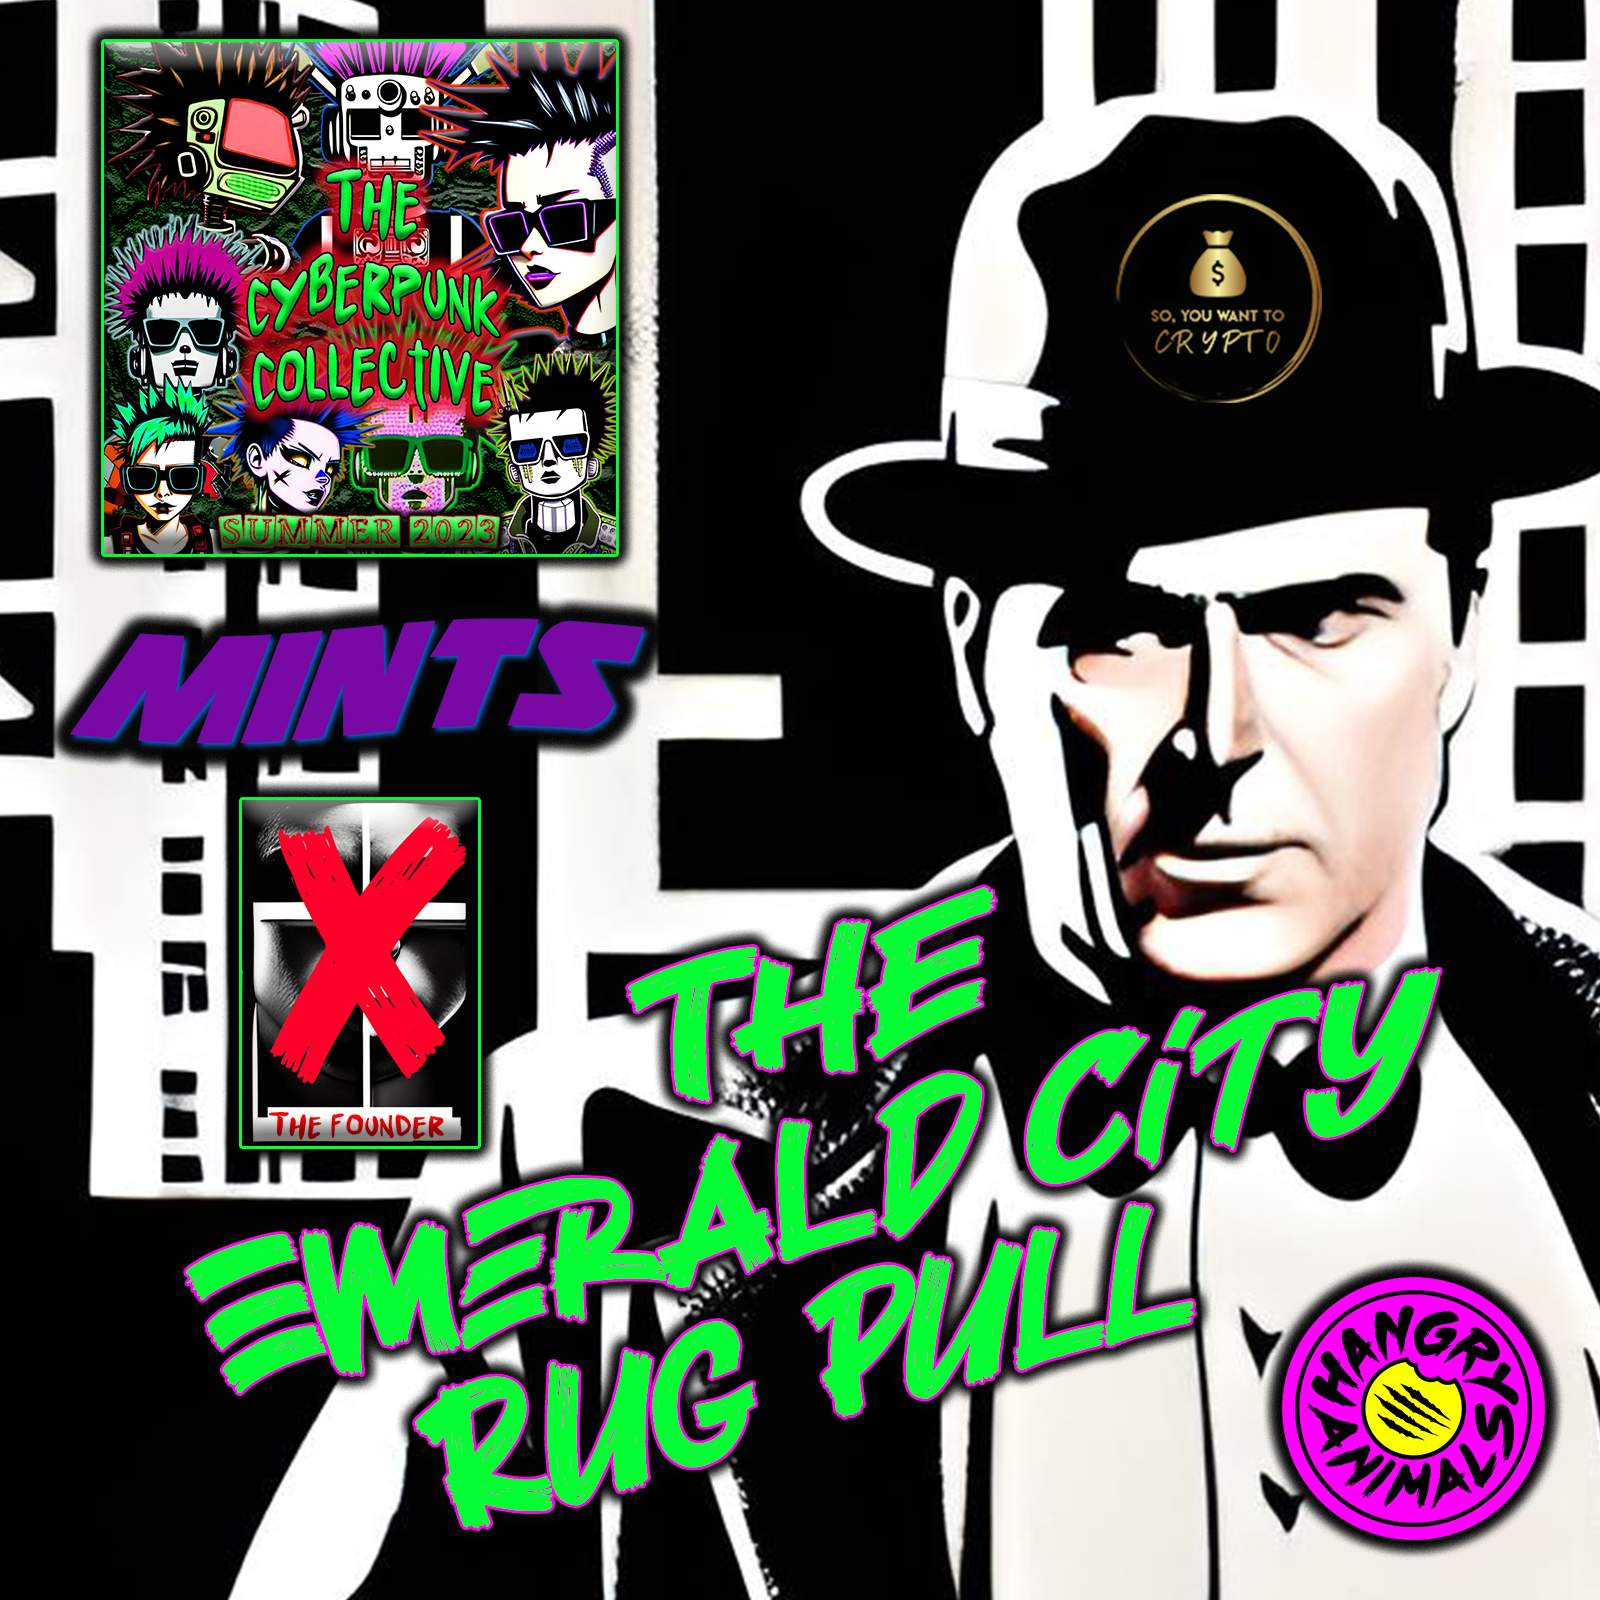 THE
CYBERPUNK
COLLECTIVE
SUMMER 2023
$
SO, YOU WANT TO
CRYPTO
MINTS
THE FOUNDER
THE
EMERALD CITY
RUG PULL
HANGRY
ANIMALS